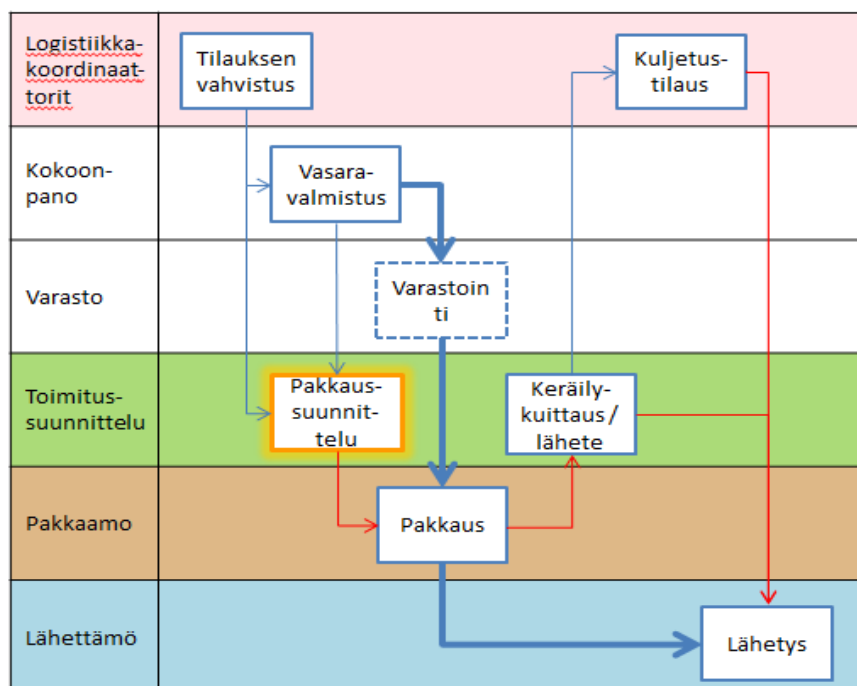 Logistiikka-
koordinaat-
torit
Tilauksen
vahvistus
Kuljetus-
tilaus
Kokoon-
pano
Vasara-
valmistus
Varasto
Varastoin
ti
Toimitus-
suunnittelu
Pakkaus-
suunnit-
telu
Keräily-
kuittaus/
lähete
Pakkaamo
Pakkaus
Lähettämö
Lähetys